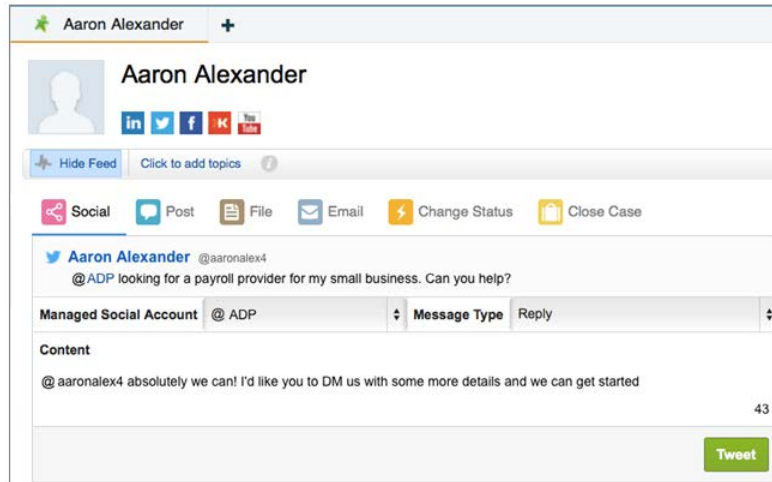 Aaron Alexander +
Aaron Alexander
in f K You Tube
Hide Feed Click to add topics i
Social Post File Email Change Status Close Case
Aaron Alexander @aaronalex4
@ADP looking for a payroll provider for my small business. Can you help?
Managed Social Account @ ADP Message Type Reply
Content
@ aaronalex4 absolutely we can! I'd like you to DM us with some more details and we can get started
43
Tweet